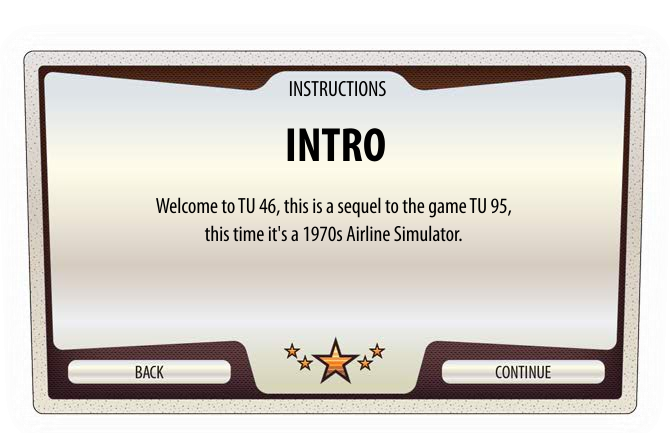 INSTRUCTIONS
INTRO
Welcome to TU 46, this is a sequel to the game TU 95,
this time it's a 1970s Airline Simulator.
BACK
CONTINUE